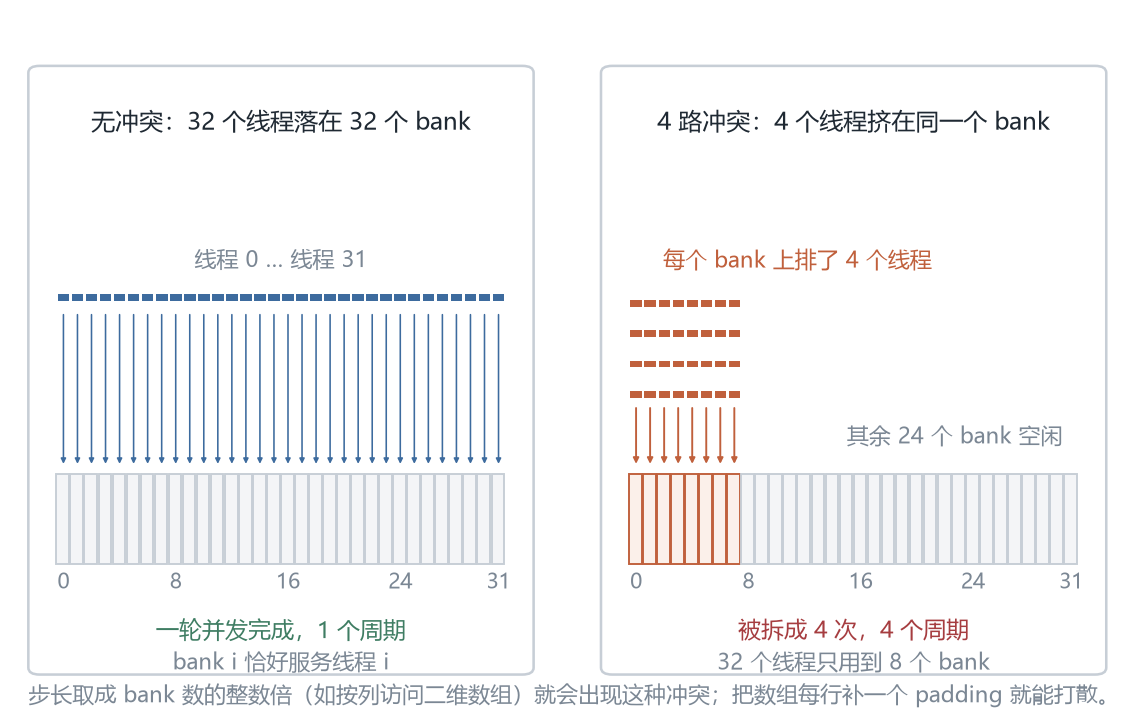 无冲突：32 个线程落在 32 个 bank
线程 0 … 线程 31
0 8 16 24 31
一轮并发完成，1 个周期
bank i 恰好服务线程 i
4 路冲突：4 个线程挤在同一个 bank
每个 bank 上排了 4 个线程
其余 24 个 bank 空闲
0 8 16 24 31
被拆成 4 次，4 个周期
32 个线程只用到 8 个 bank
步长取成 bank 数的整数倍（如按列访问二维数组）就会出现这种冲突；把数组每行补一个 padding 就能打散。